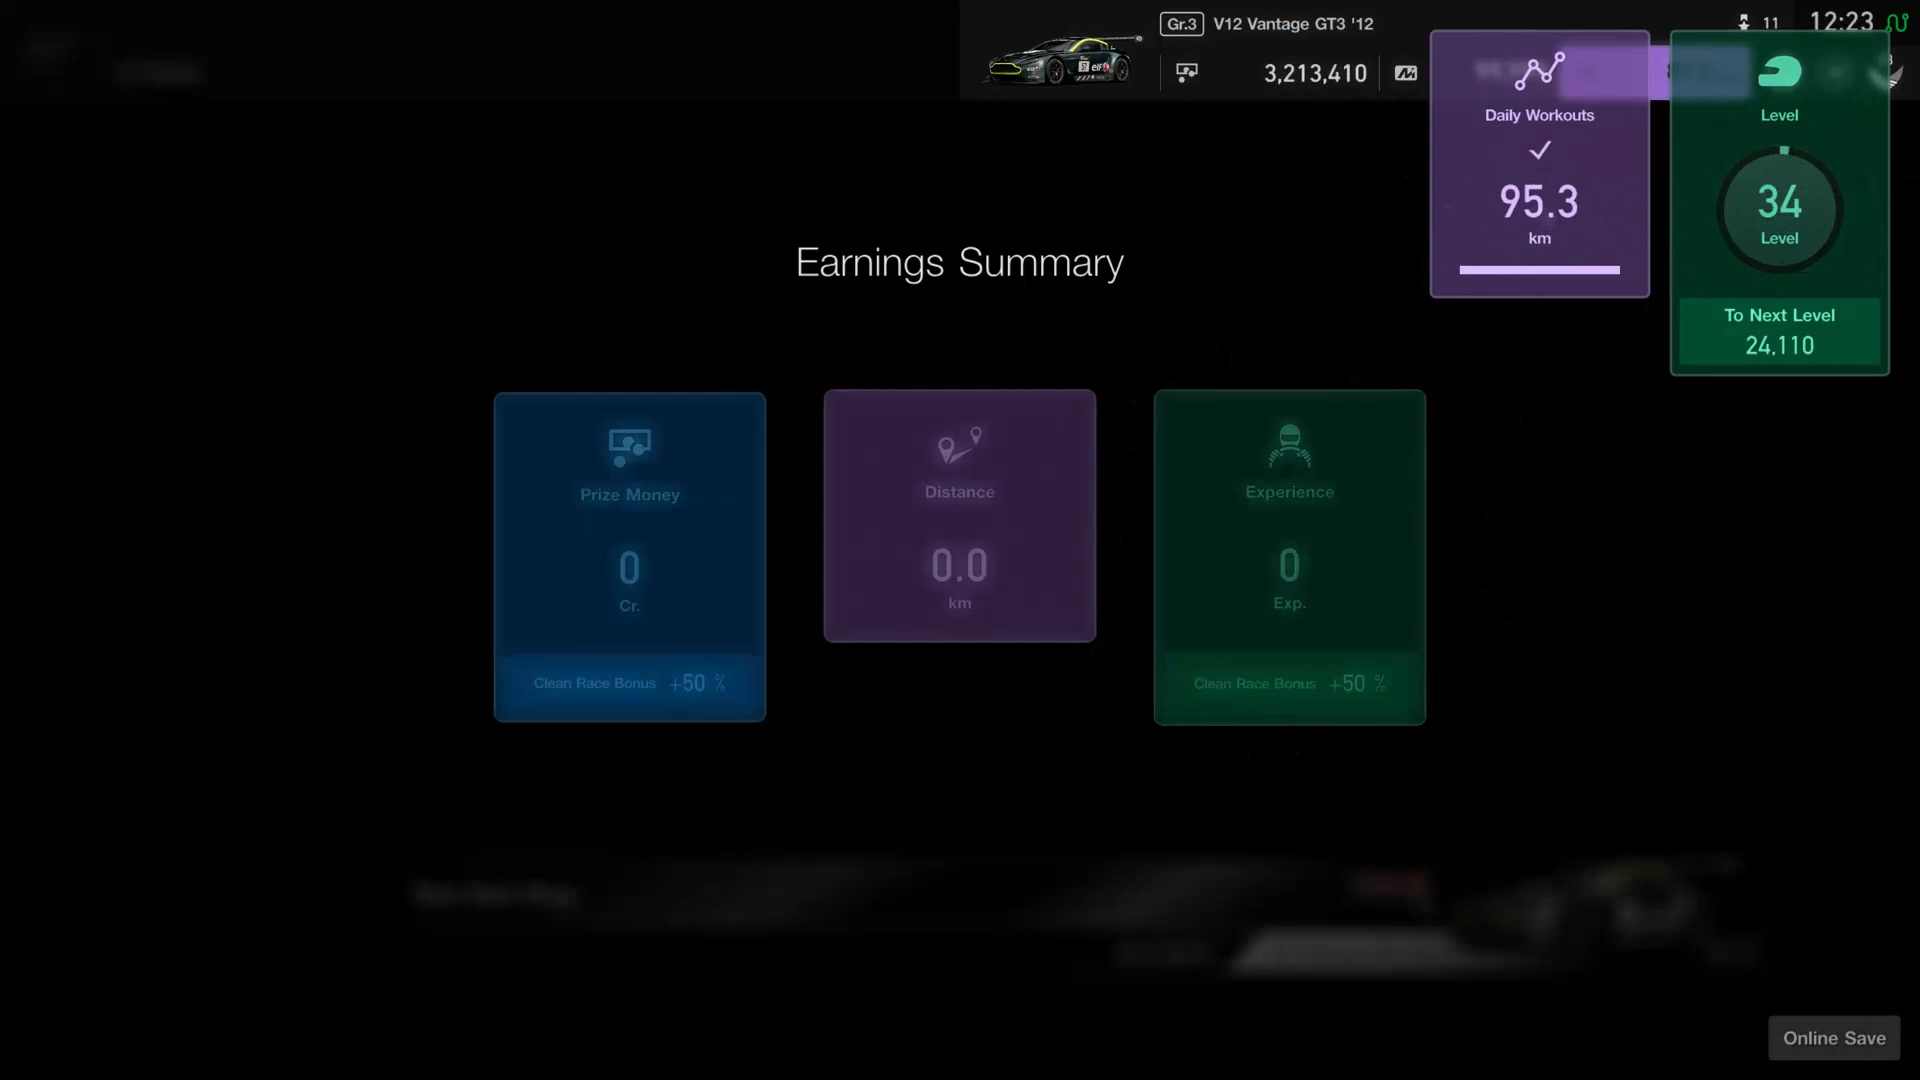 Gr.3 V12 Vantage GT3 '12
11 12:23
3,213,410
Daily Workouts
95.3
km
Level
34
Level
To Next Level
24,110
Earnings Summary
Prize Money
0
Cr.
Clean Race Bonus +50 %
Distance
0.0
km
Experience
0
Exp.
Clean Race Bonus +50 %
Online Save